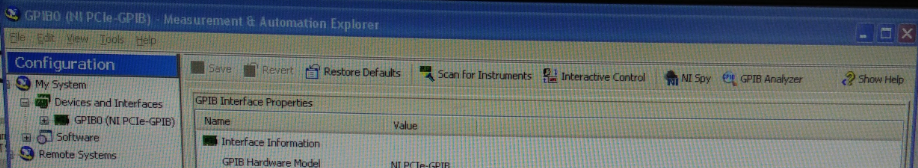 GPIB0 (NI PCIe-GPIB) - Measurement & Automation Explorer
File Edit View Tools Help
Configuration
Save Revert Restore Defaults Scan for Instruments Interactive Control NI Spy GPIB Analyzer Show Help
My System
Devices and Interfaces
GPIB0 (NI PCIe-GPIB)
Software
Remote Systems
GPIB Interface Properties
Name Value
Interface Information
GPIB Hardware Model NI PCIe-GPIB